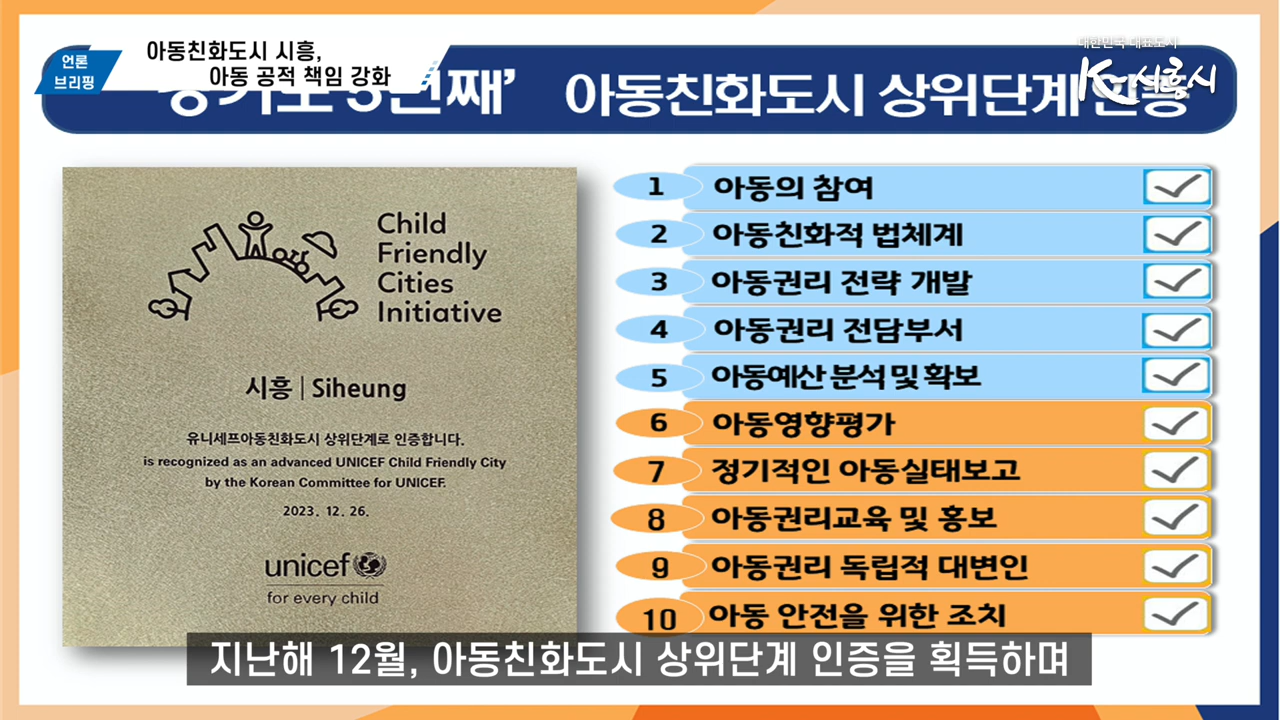 언론
브리핑
아동친화도시 시흥,
아동 공적 책임 강화
대한민국 대표도시
K-시흥시
아동친화도시 상위단계 인증
Child
Friendly
Cities
Initiative
시흥 | Siheung
유니세프아동친화도시 상위단계로 인증합니다.
is recognized as an advanced UNICEF Child Friendly City
by the Korean Committee for UNICEF.
2023. 12. 26.
unicef
for every child
1 아동의 참여
2 아동친화적 법체계
3 아동권리 전략 개발
4 아동권리 전담부서
5 아동예산 분석 및 확보
6 아동영향평가
7 정기적인 아동실태보고
8 아동권리교육 및 홍보
9 아동권리 독립적 대변인
10 아동 안전을 위한 조치
지난해 12월, 아동친화도시 상위단계 인증을 획득하며